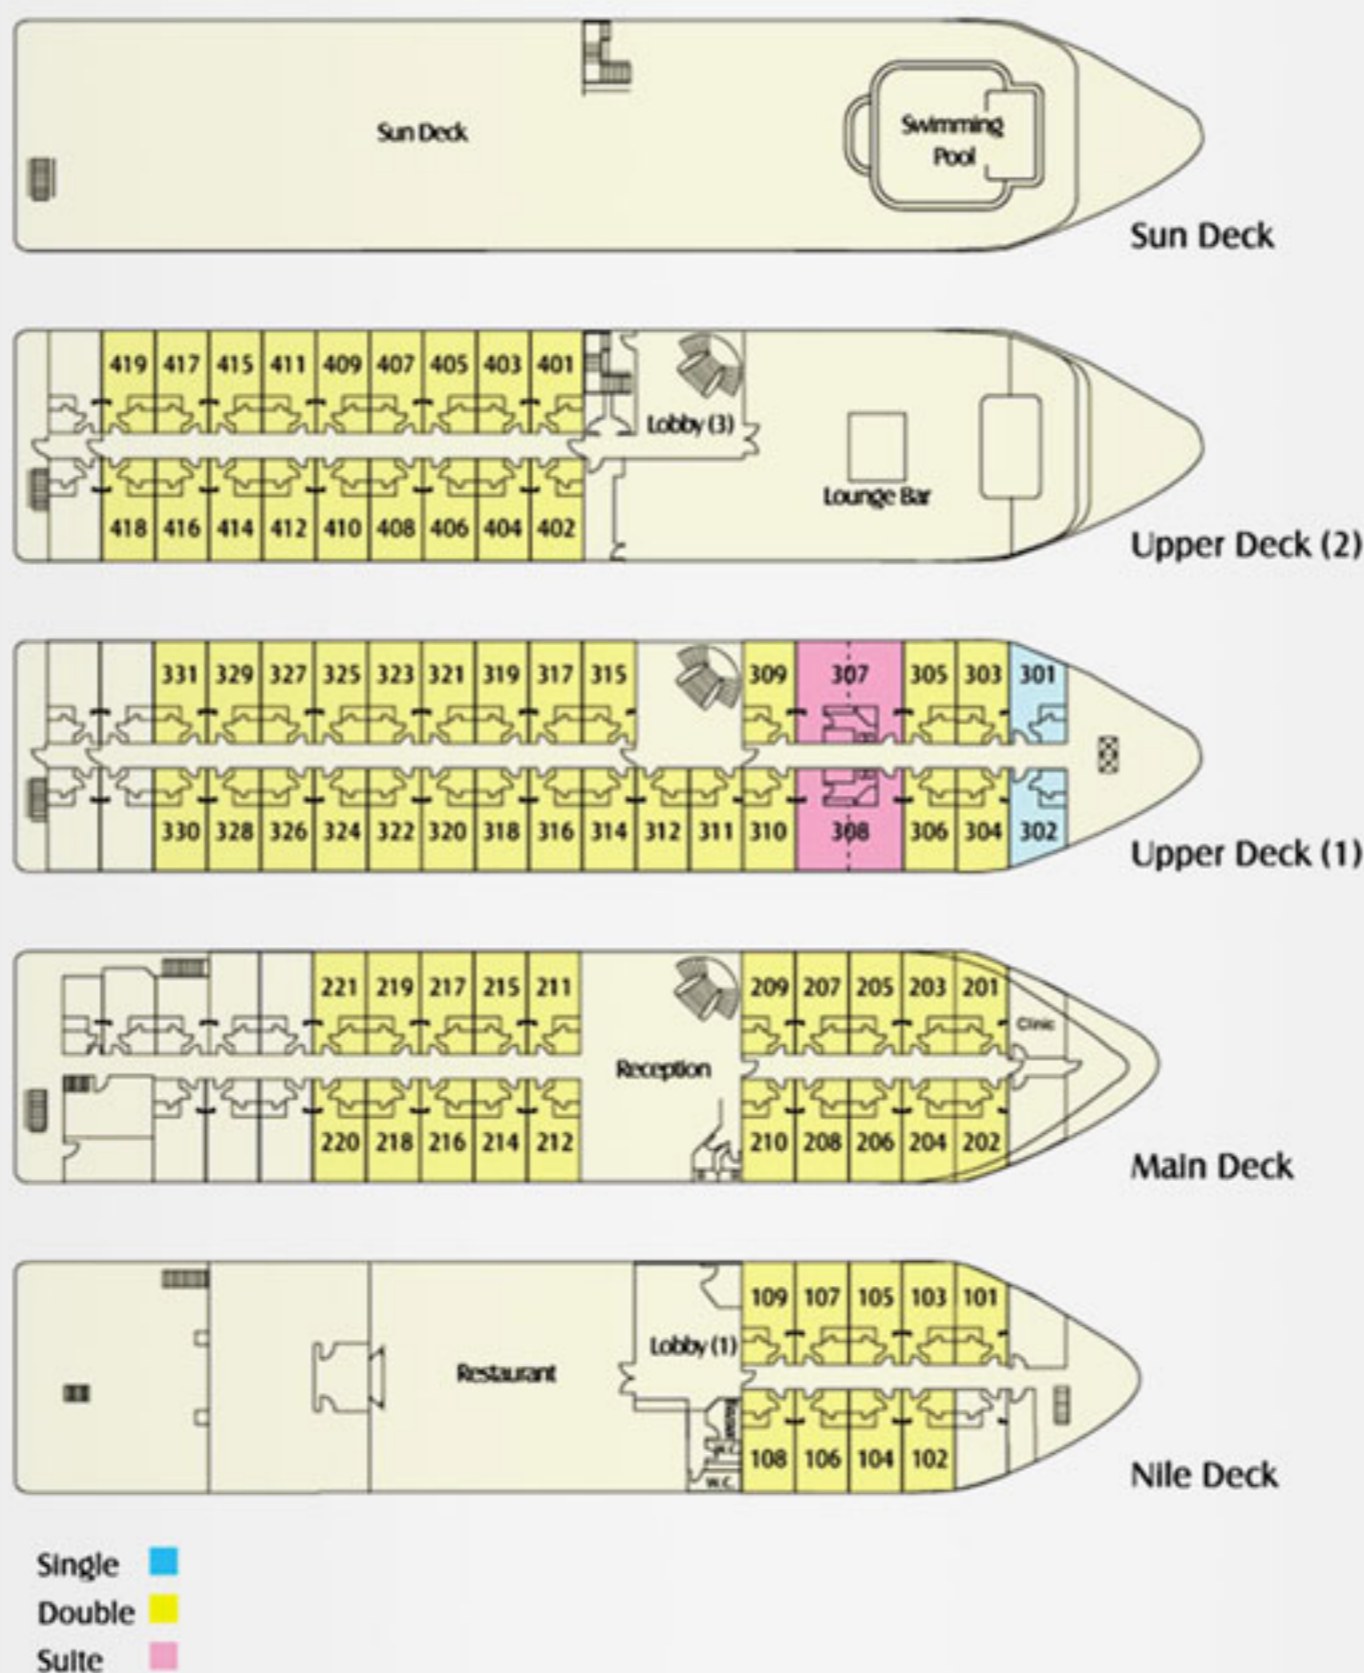 Sun Deck
Swimming
Pool
Sun Deck
419 417 415 411 409 407 405 403 401
Lobby (3)
Lounge Bar
418 416 414 412 410 408 406 404 402
Upper Deck (2)
331 329 327 325 323 321 319 317 315 309 307 305 303 301
330 328 326 324 322 320 318 316 314 312 311 310 308 306 304 302
Upper Deck (1)
221 219 217 215 211 209 207 205 203 201
Clinic
Reception
220 218 216 214 212 210 208 206 204 202
Main Deck
109 107 105 103 101
Lobby (1)
Restaurant
108 106 104 102
W.C.
Nile Deck
Single
Double
Suite